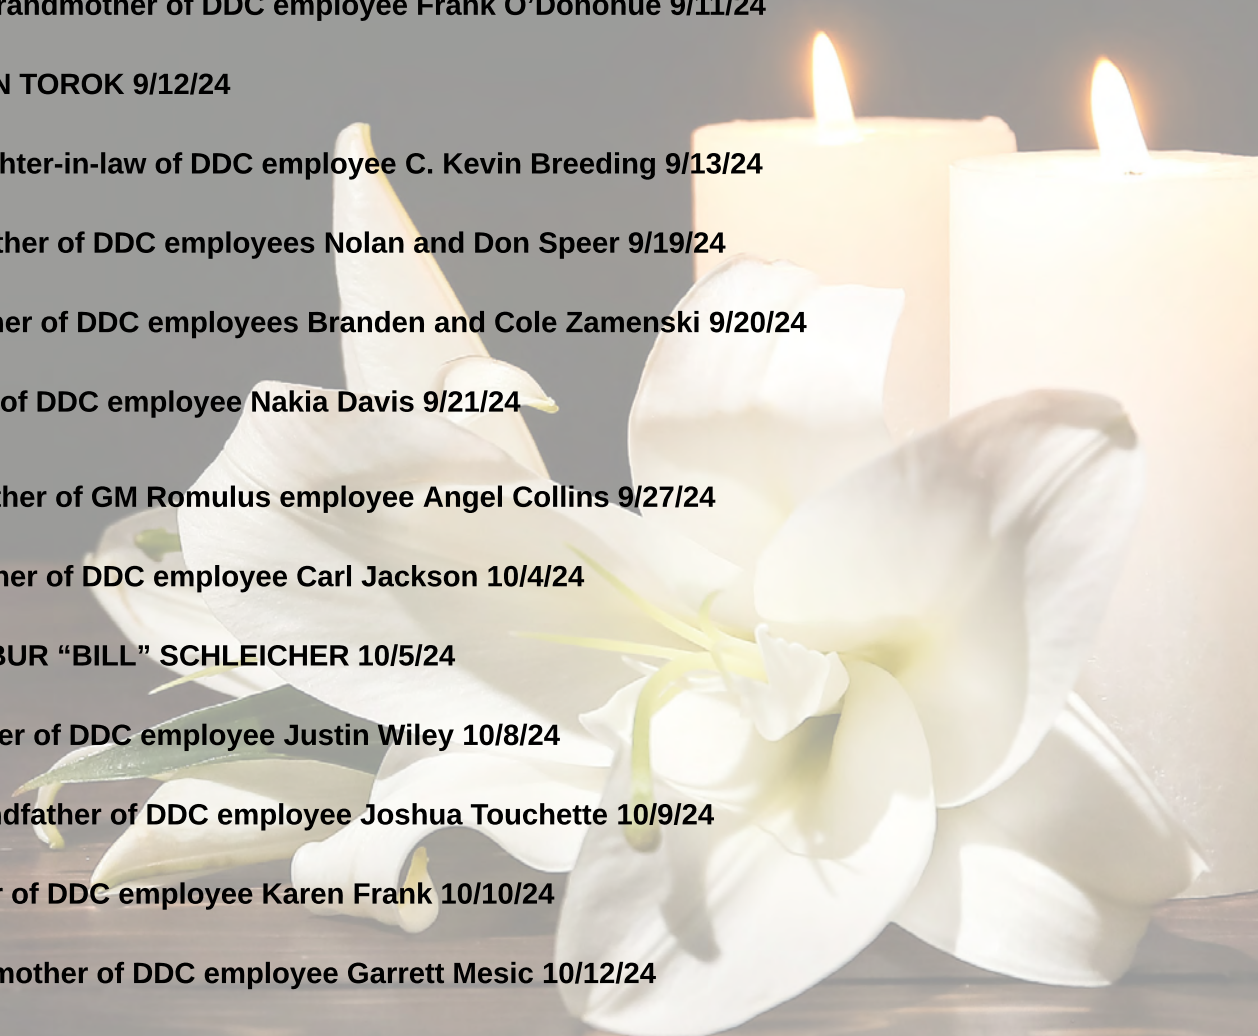 randmother of DDC employee Frank O’Donohue 9/11/24
N TOROK 9/12/24
hter-in-law of DDC employee C. Kevin Breeding 9/13/24
ther of DDC employees Nolan and Don Speer 9/19/24
her of DDC employees Branden and Cole Zamenski 9/20/24
of DDC employee Nakia Davis 9/21/24
ther of GM Romulus employee Angel Collins 9/27/24
her of DDC employee Carl Jackson 10/4/24
BUR “BILL” SCHLEICHER 10/5/24
er of DDC employee Justin Wiley 10/8/24
ndfather of DDC employee Joshua Touchette 10/9/24
r of DDC employee Karen Frank 10/10/24
mother of DDC employee Garrett Mesic 10/12/24